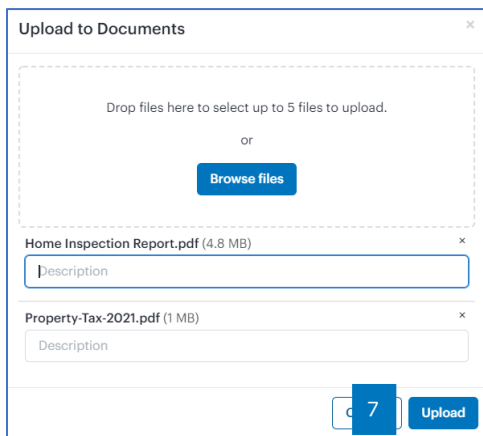 Upload to Documents ×
Drop files here to select up to 5 files to upload.
or
Browse files
Home Inspection Report.pdf (4.8 MB) ×
Description
Property-Tax-2021.pdf (1 MB) ×
Description
7 Upload